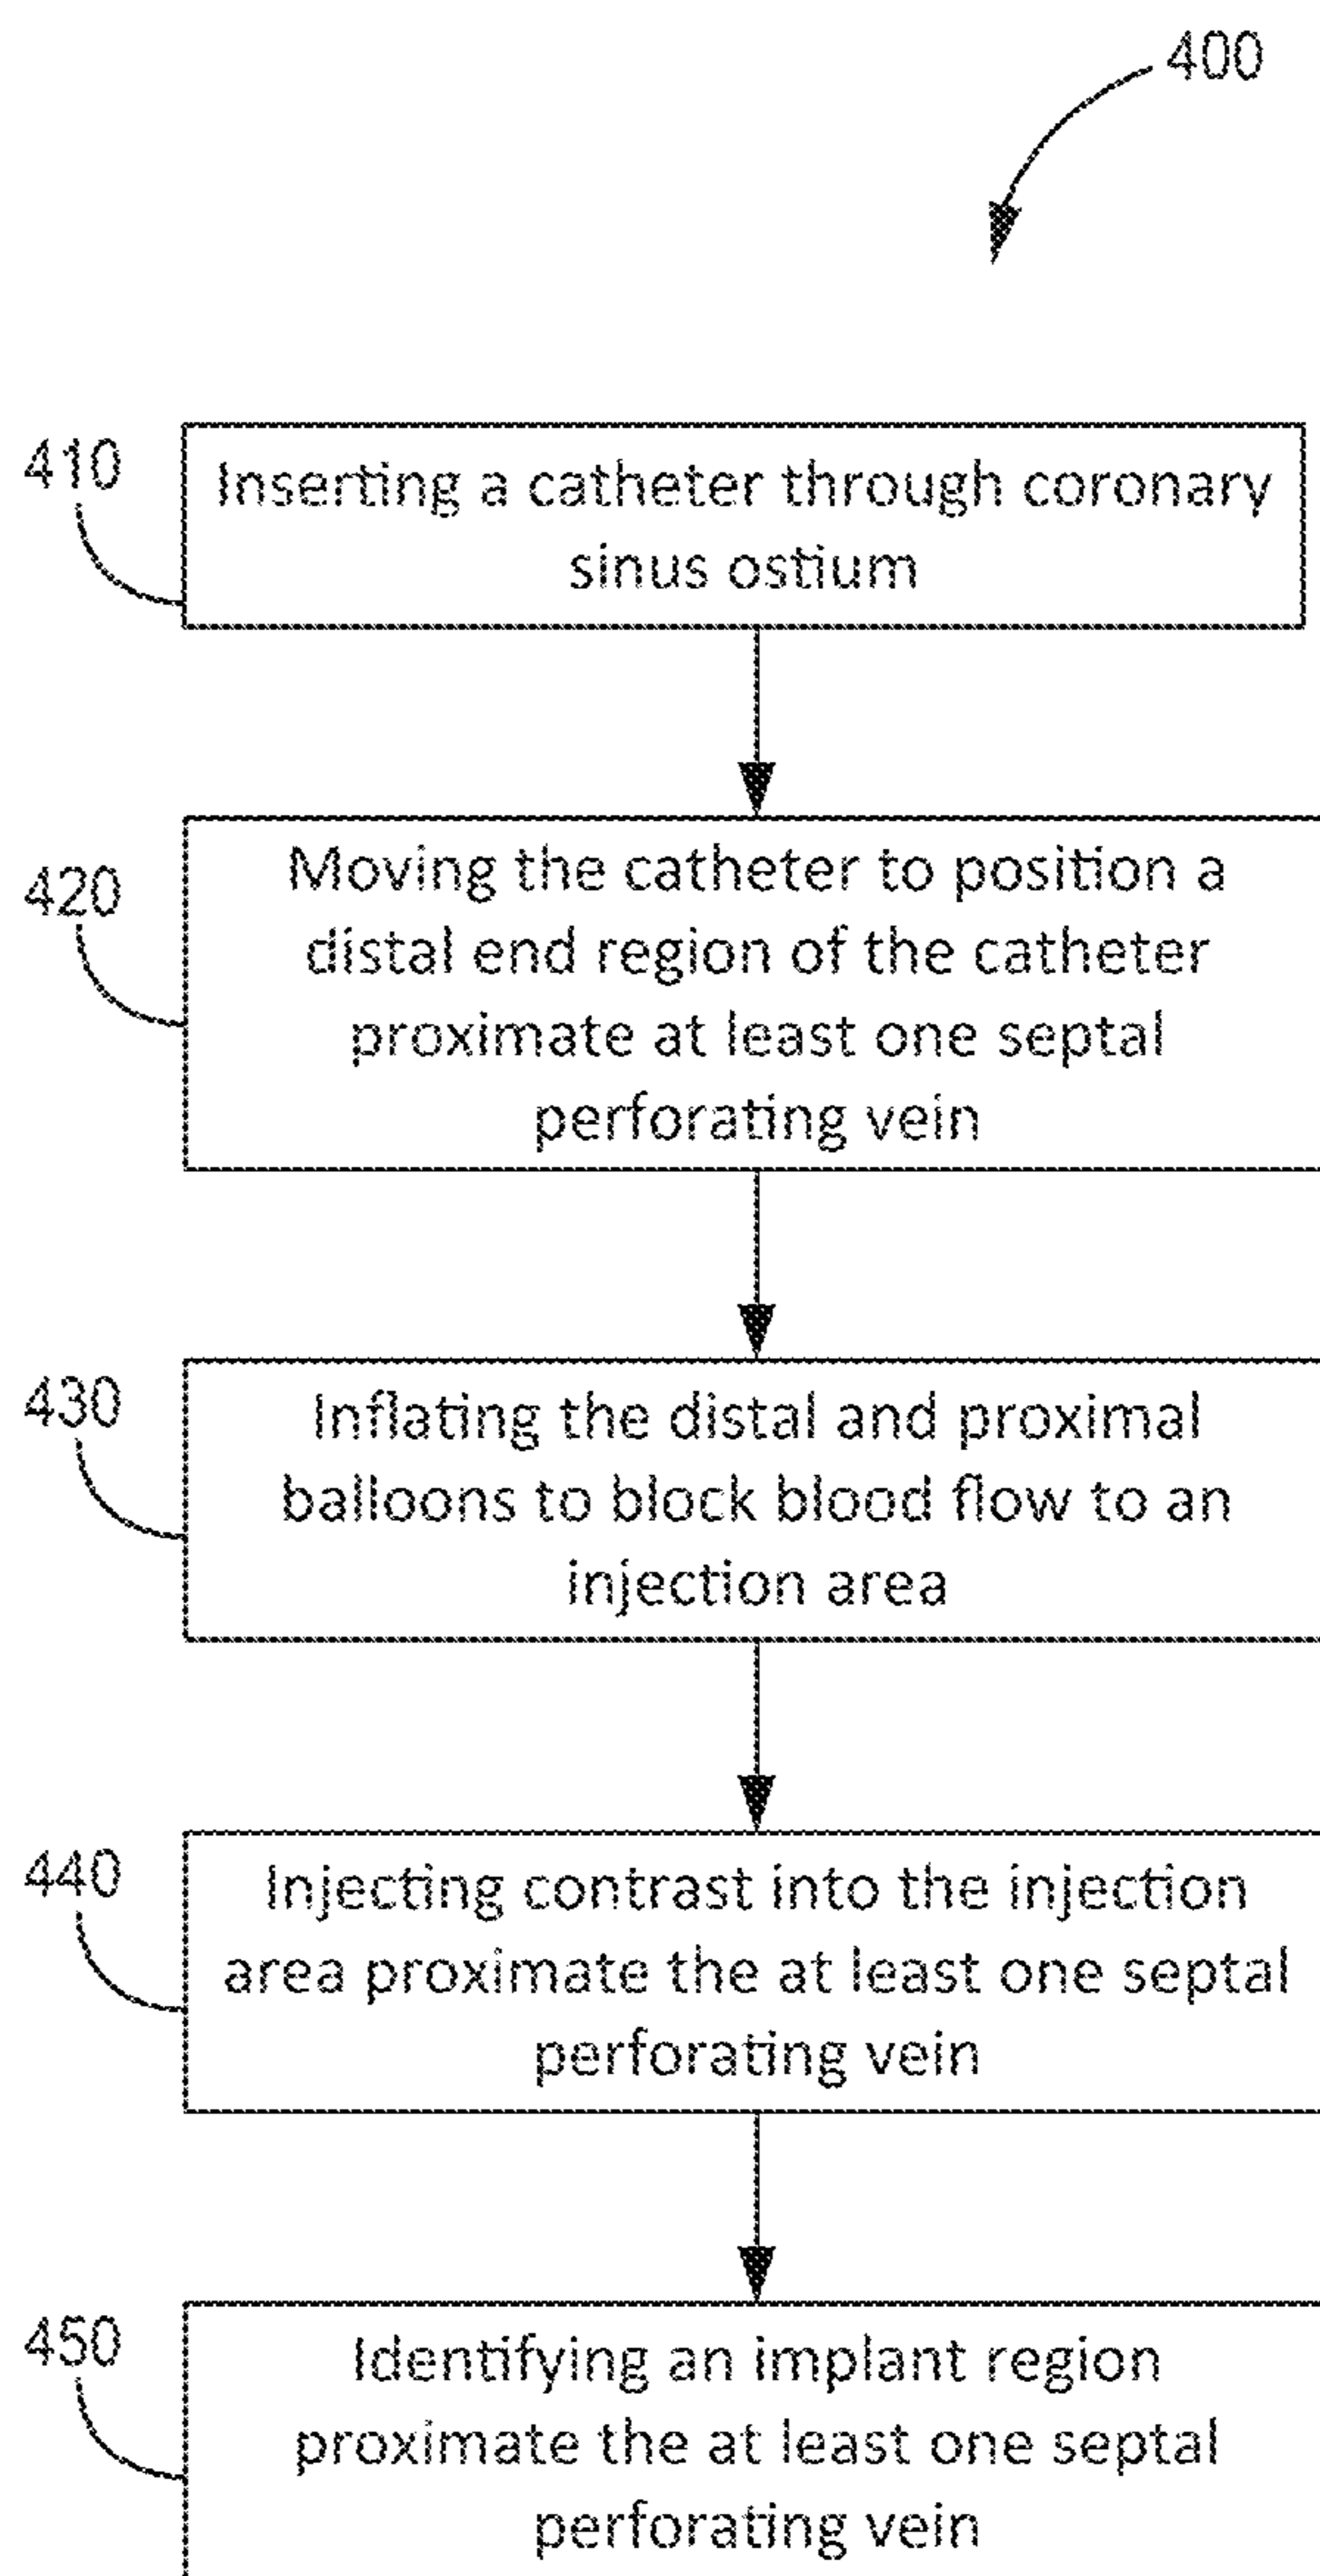 400
410
Inserting a catheter through coronary
sinus ostium
420
Moving the catheter to position a
distal end region of the catheter
proximate at least one septal
perforating vein
430
Inflating the distal and proximal
balloons to block blood flow to an
injection area
440
Injecting contrast into the injection
area proximate the at least one septal
perforating vein
450
Identifying an implant region
proximate the at least one septal
perforating vein